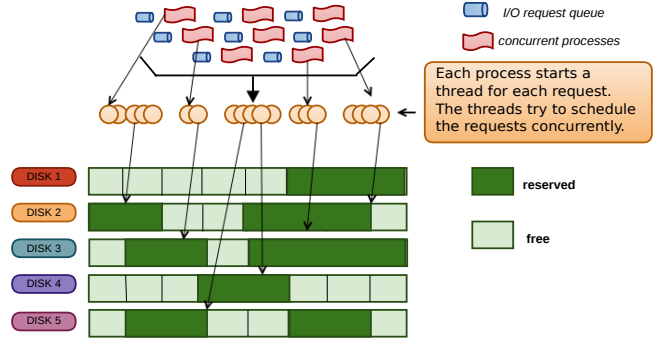 I/O request queue
concurrent processes
Each process starts a
thread for each request.
The threads try to schedule
the requests concurrently.
DISK 1
DISK 2
DISK 3
DISK 4
DISK 5
reserved
free